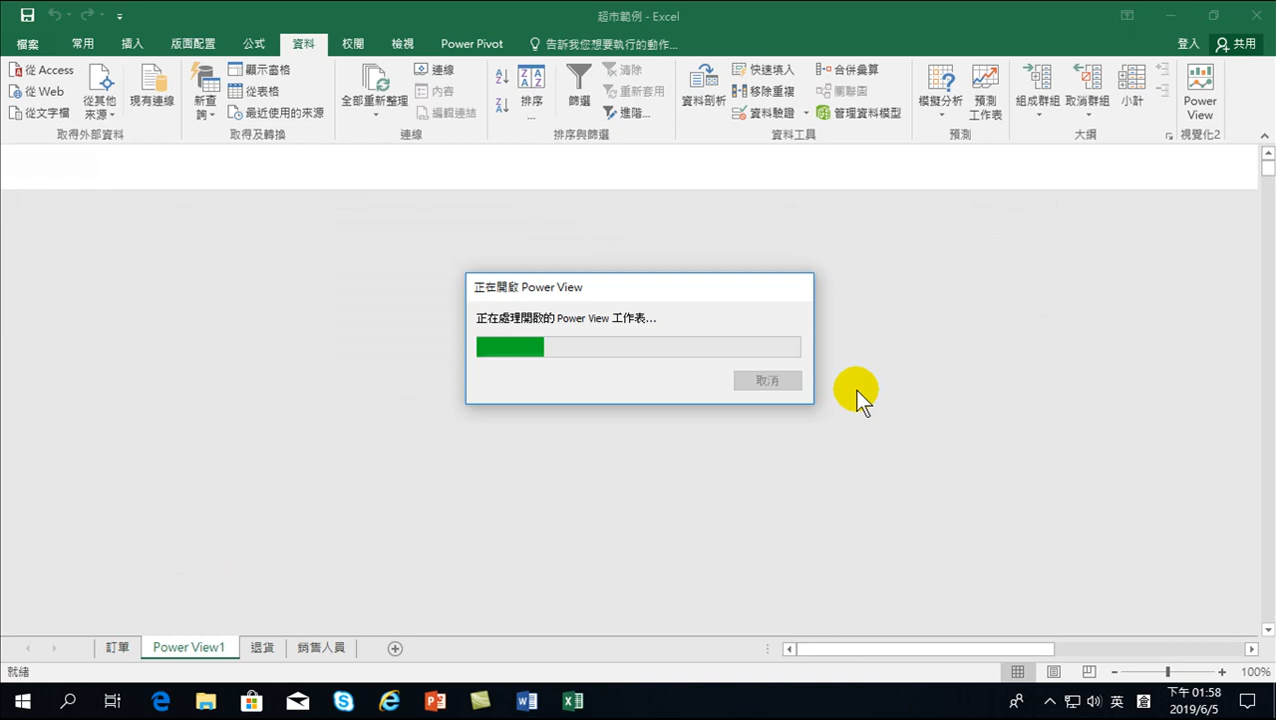 超市範例 - Excel
檔案 常用 插入 版面配置 公式 資料 校閱 檢視 Power Pivot 告訴我您想要執行的動作... 登入 共用
從 Access
從 Web
從文字檔
從其他
來源
現有連線
取得外部資料
新查
詢
顯示窗格
從表格
最近使用的來源
取得及轉換
全部重新整理
連線
內容
編輯連結
連線
排序
...
篩選
清除
重新套用
進階...
排序與篩選
資料剖析
快速填入
移除重複
資料驗證
合併彙算
關聯圖
管理資料模型
資料工具
模擬分析
預測
工作表
預測
組成群組
取消群組
小計
大綱
Power
View
視覺化2
正在開啟 Power View
正在處理開啟的 Power View 工作表...
取消
訂單 Power View1 退貨 銷售人員
就緒
100%
英
下午 01:58
2019/6/5